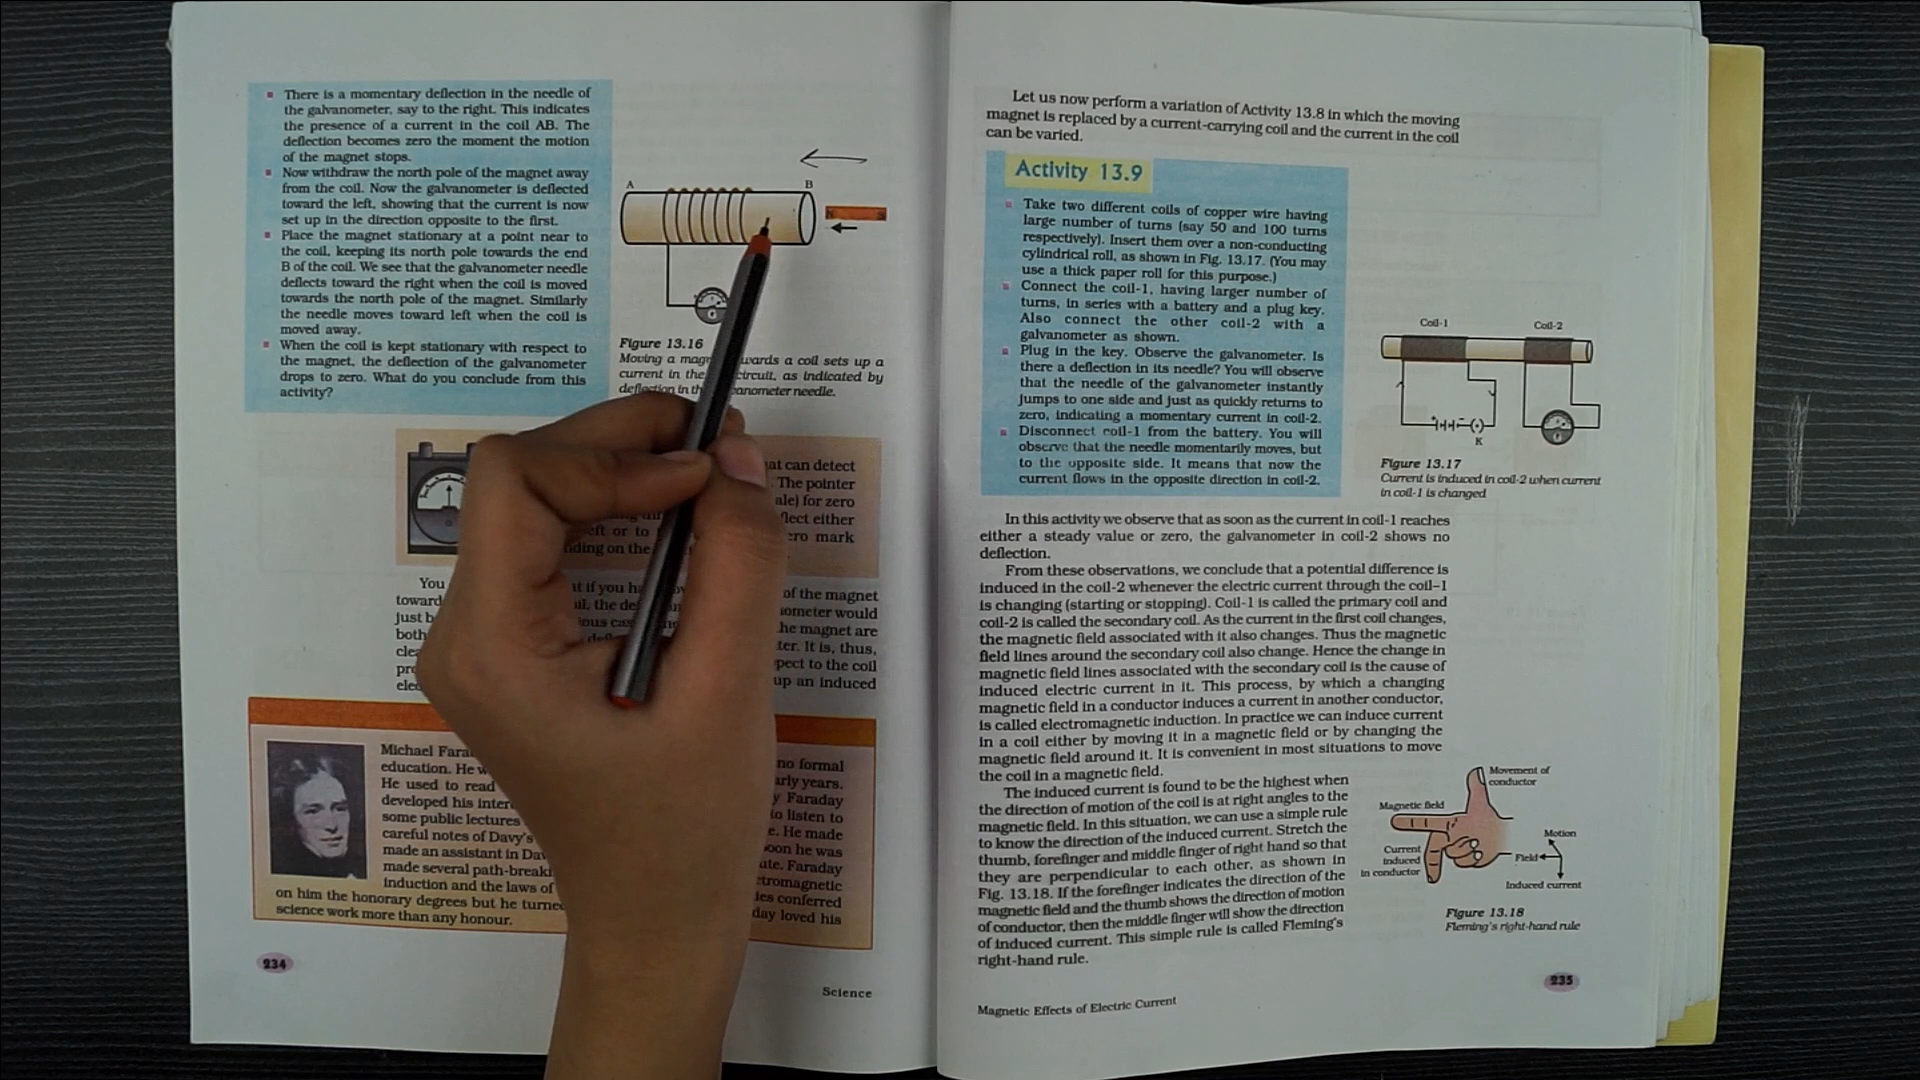 There is a momentary deflection in the needle of
the galvanometer, say to the right. This indicates
the presence of a current in the coil AB. The
deflection becomes zero the moment the motion
of the magnet stops.
Now withdraw the north pole of the magnet away
from the coil. Now the galvanometer is deflected
toward the left, showing that the current is now
set up in the direction opposite to the first.
Place the magnet stationary at a point near to
the coil, keeping its north pole towards the end
B of the coil. We see that the galvanometer needle
deflects toward the right when the coil is moved
towards the north pole of the magnet. Similarly
the needle moves toward left when the coil is
moved away.
When the coil is kept stationary with respect to
the magnet, the deflection of the galvanometer
drops to zero. What do you conclude from this
activity?
A
B
N S
G
Figure 13.16
Moving a mag wards a coil sets up a
current in the circuit, as indicated by
deflection in th anometer needle.
at can detect
. The pointer
ale) for zero
flect either
eft or to ero mark
ding on the
You at if you ha of the magnet
toward il, the de ometer would
just b ious cas he magnet are
both ter. It is, thus,
clea pect to the coil
pro up an induced
elec
Michael Fara no formal
education. He w arly years.
He used to read y Faraday
developed his inter to listen to
some public lectures e. He made
careful notes of Davy's oon he was
made an assistant in Dav ute. Faraday
made several path-breaki ctromagnetic
induction and the laws of ies conferred
on him the honorary degrees but he turne day loved his
science work more than any honour.
234
Science
Let us now perform a variation of Activity 13.8 in which the moving
magnet is replaced by a current-carrying coil and the current in the coil
can be varied.
Activity 13.9
Take two different coils of copper wire having
large number of turns (say 50 and 100 turns
respectively). Insert them over a non-conducting
cylindrical roll, as shown in Fig. 13.17. (You may
use a thick paper roll for this purpose.)
Connect the coil-1, having larger number of
turns, in series with a battery and a plug key.
Also connect the other coil-2 with a
galvanometer as shown.
Plug in the key. Observe the galvanometer. Is
there a deflection in its needle? You will observe
that the needle of the galvanometer instantly
jumps to one side and just as quickly returns to
zero, indicating a momentary current in coil-2.
Disconnect coil-1 from the battery. You will
observe that the needle momentarily moves, but
to the opposite side. It means that now the
current flows in the opposite direction in coil-2.
Coil-1
Coil-2
+ −
K
G
Figure 13.17
Current is induced in coil-2 when current
in coil-1 is changed
In this activity we observe that as soon as the current in coil-1 reaches
either a steady value or zero, the galvanometer in coil-2 shows no
deflection.
From these observations, we conclude that a potential difference is
induced in the coil-2 whenever the electric current through the coil–1
is changing (starting or stopping). Coil-1 is called the primary coil and
coil-2 is called the secondary coil. As the current in the first coil changes,
the magnetic field associated with it also changes. Thus the magnetic
field lines around the secondary coil also change. Hence the change in
magnetic field lines associated with the secondary coil is the cause of
induced electric current in it. This process, by which a changing
magnetic field in a conductor induces a current in another conductor,
is called electromagnetic induction. In practice we can induce current
in a coil either by moving it in a magnetic field or by changing the
magnetic field around it. It is convenient in most situations to move
the coil in a magnetic field.
The induced current is found to be the highest when
the direction of motion of the coil is at right angles to the
magnetic field. In this situation, we can use a simple rule
to know the direction of the induced current. Stretch the
thumb, forefinger and middle finger of right hand so that
they are perpendicular to each other, as shown in
Fig. 13.18. If the forefinger indicates the direction of the
magnetic field and the thumb shows the direction of motion
of conductor, then the middle finger will show the direction
of induced current. This simple rule is called Fleming's
right-hand rule.
Movement of
conductor
Magnetic field
Current
induced
in conductor
Motion
Field
Induced current
Figure 13.18
Fleming's right-hand rule
Magnetic Effects of Electric Current
235